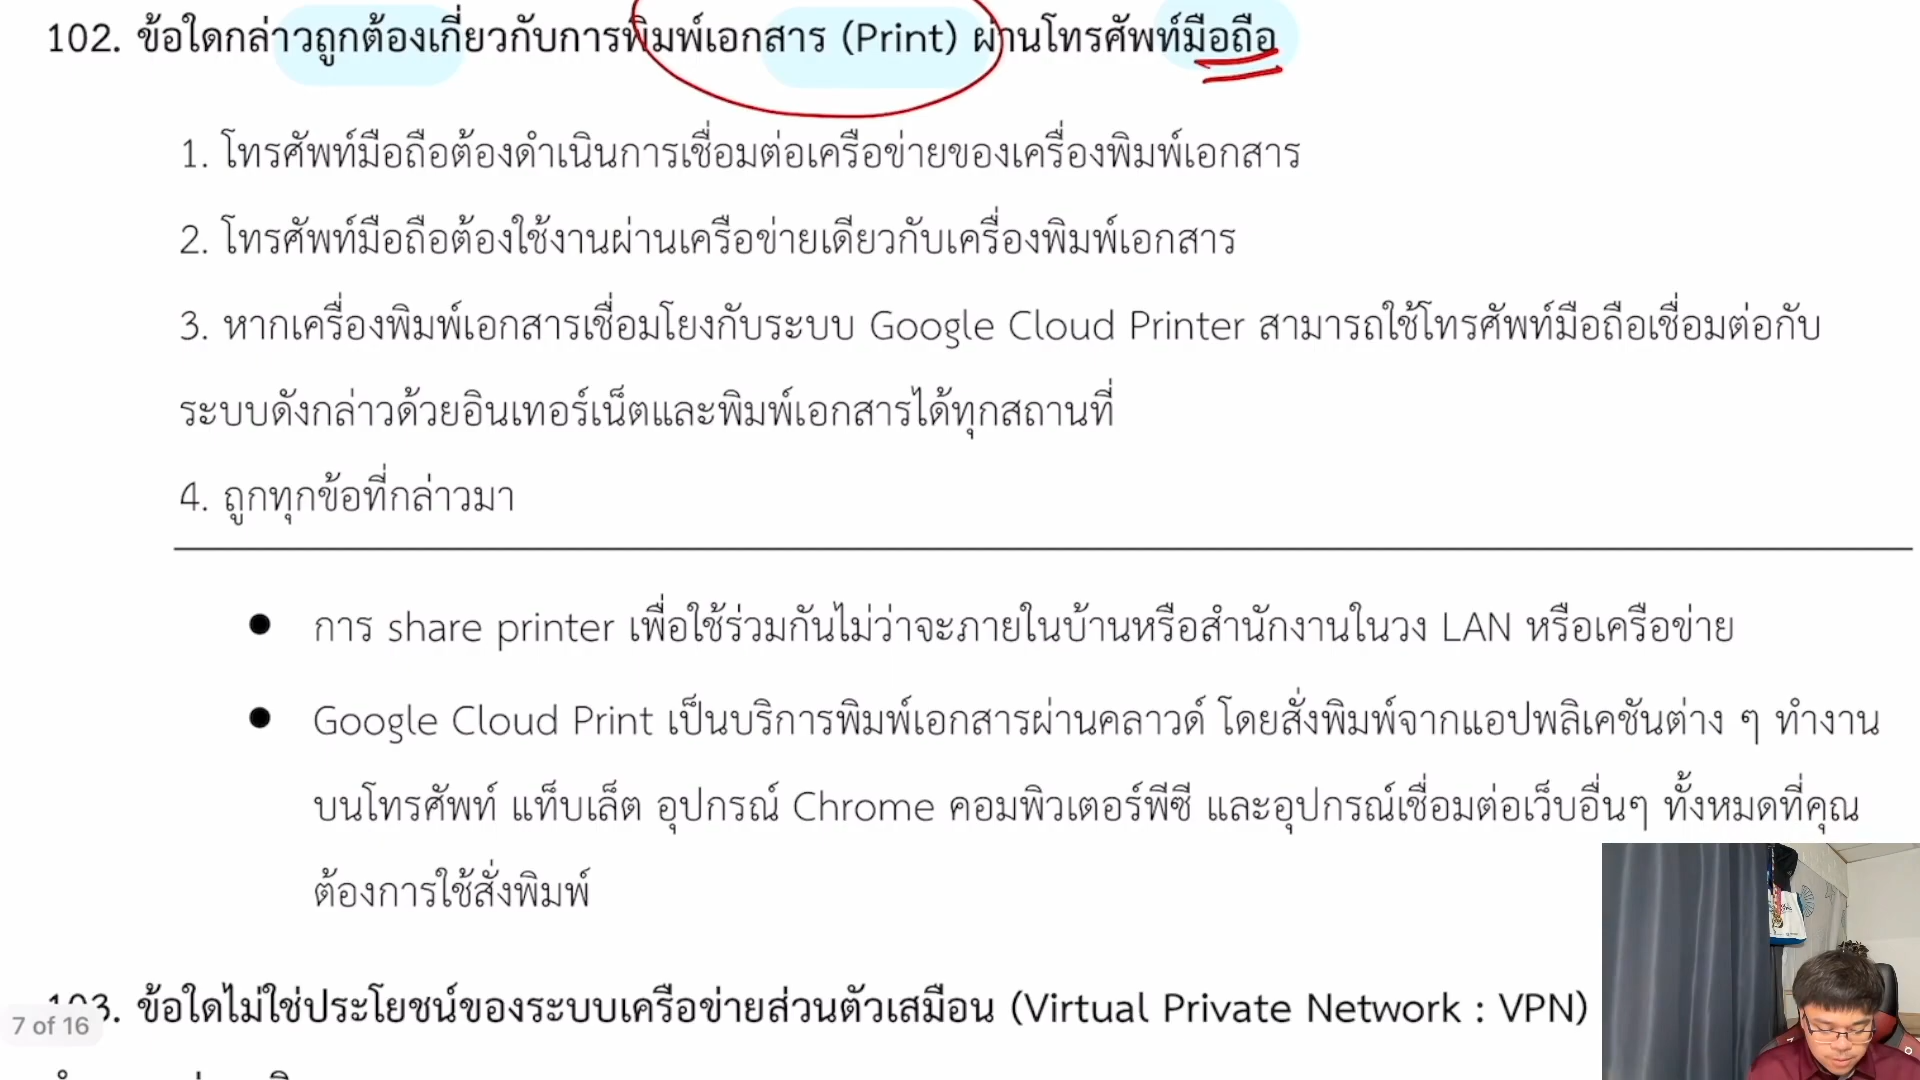 102. ข้อใดกล่าวถูกต้องเกี่ยวกับการพิมพ์เอกสาร (Print) ผ่านโทรศัพท์มือถือ
1. โทรศัพท์มือถือต้องดำเนินการเชื่อมต่อเครือข่ายของเครื่องพิมพ์เอกสาร
2. โทรศัพท์มือถือต้องใช้งานผ่านเครือข่ายเดียวกับเครื่องพิมพ์เอกสาร
3. หากเครื่องพิมพ์เอกสารเชื่อมโยงกับระบบ Google Cloud Printer สามารถใช้โทรศัพท์มือถือเชื่อมต่อกับ
ระบบดังกล่าวด้วยอินเทอร์เน็ตและพิมพ์เอกสารได้ทุกสถานที่
4. ถูกทุกข้อที่กล่าวมา
● การ share printer เพื่อใช้ร่วมกันไม่ว่าจะภายในบ้านหรือสำนักงานในวง LAN หรือเครือข่าย
● Google Cloud Print เป็นบริการพิมพ์เอกสารผ่านคลาวด์ โดยสั่งพิมพ์จากแอปพลิเคชันต่าง ๆ ทำงาน
บนโทรศัพท์ แท็บเล็ต อุปกรณ์ Chrome คอมพิวเตอร์พีซี และอุปกรณ์เชื่อมต่อเว็บอื่นๆ ทั้งหมดที่คุณ
ต้องการใช้สั่งพิมพ์
103. ข้อใดไม่ใช่ประโยชน์ของระบบเครือข่ายส่วนตัวเสมือน (Virtual Private Network : VPN)
7 of 16